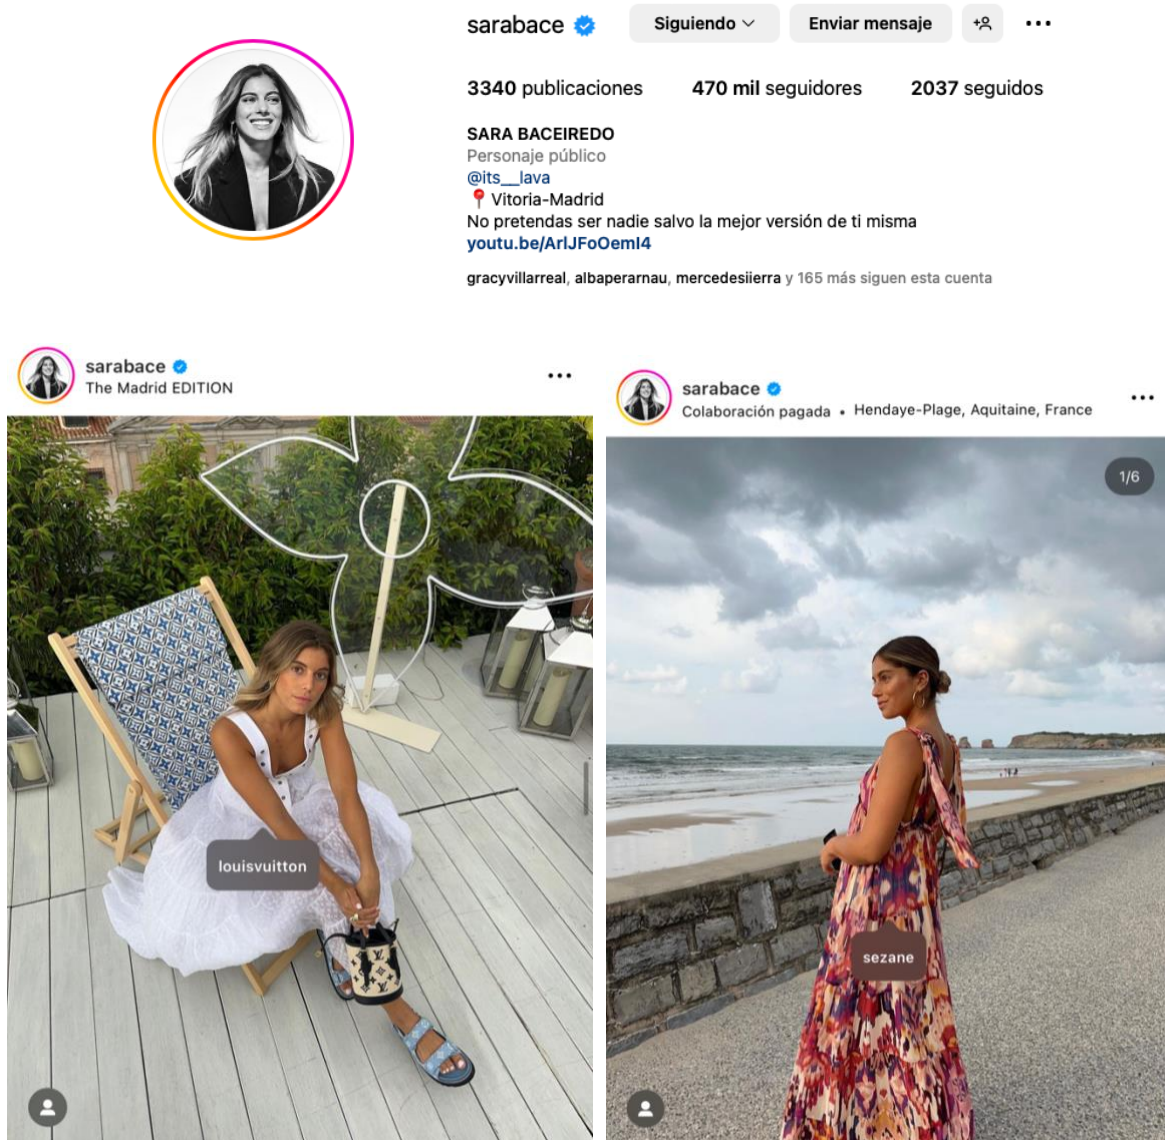 sarabace
Siguiendo
Enviar mensaje
3340 publicaciones
470 mil seguidores
2037 seguidos
SARA BACEIREDO
Personaje público
@its__lava
📍 Vitoria-Madrid
No pretendas ser nadie salvo la mejor versión de ti misma
youtu.be/ArlJFoOemI4
gracyvillarreal, albaperarnau, mercedesiierra y 165 más siguen esta cuenta
sarabace
The Madrid EDITION
louisvuitton
sarabace
Colaboración pagada • Hendaye-Plage, Aquitaine, France
1/6
sezane